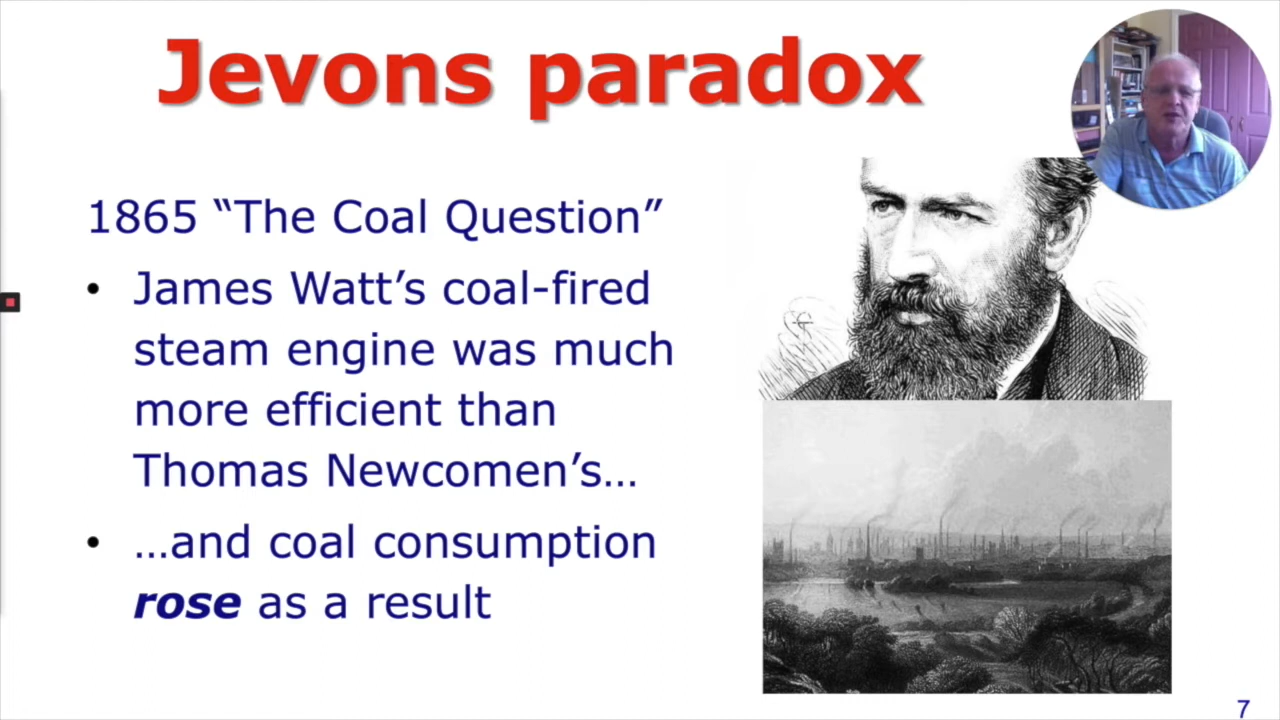 Jevons paradox
1865 “The Coal Question”
• James Watt’s coal-fired
steam engine was much
more efficient than
Thomas Newcomen’s…
• …and coal consumption
rose as a result
7